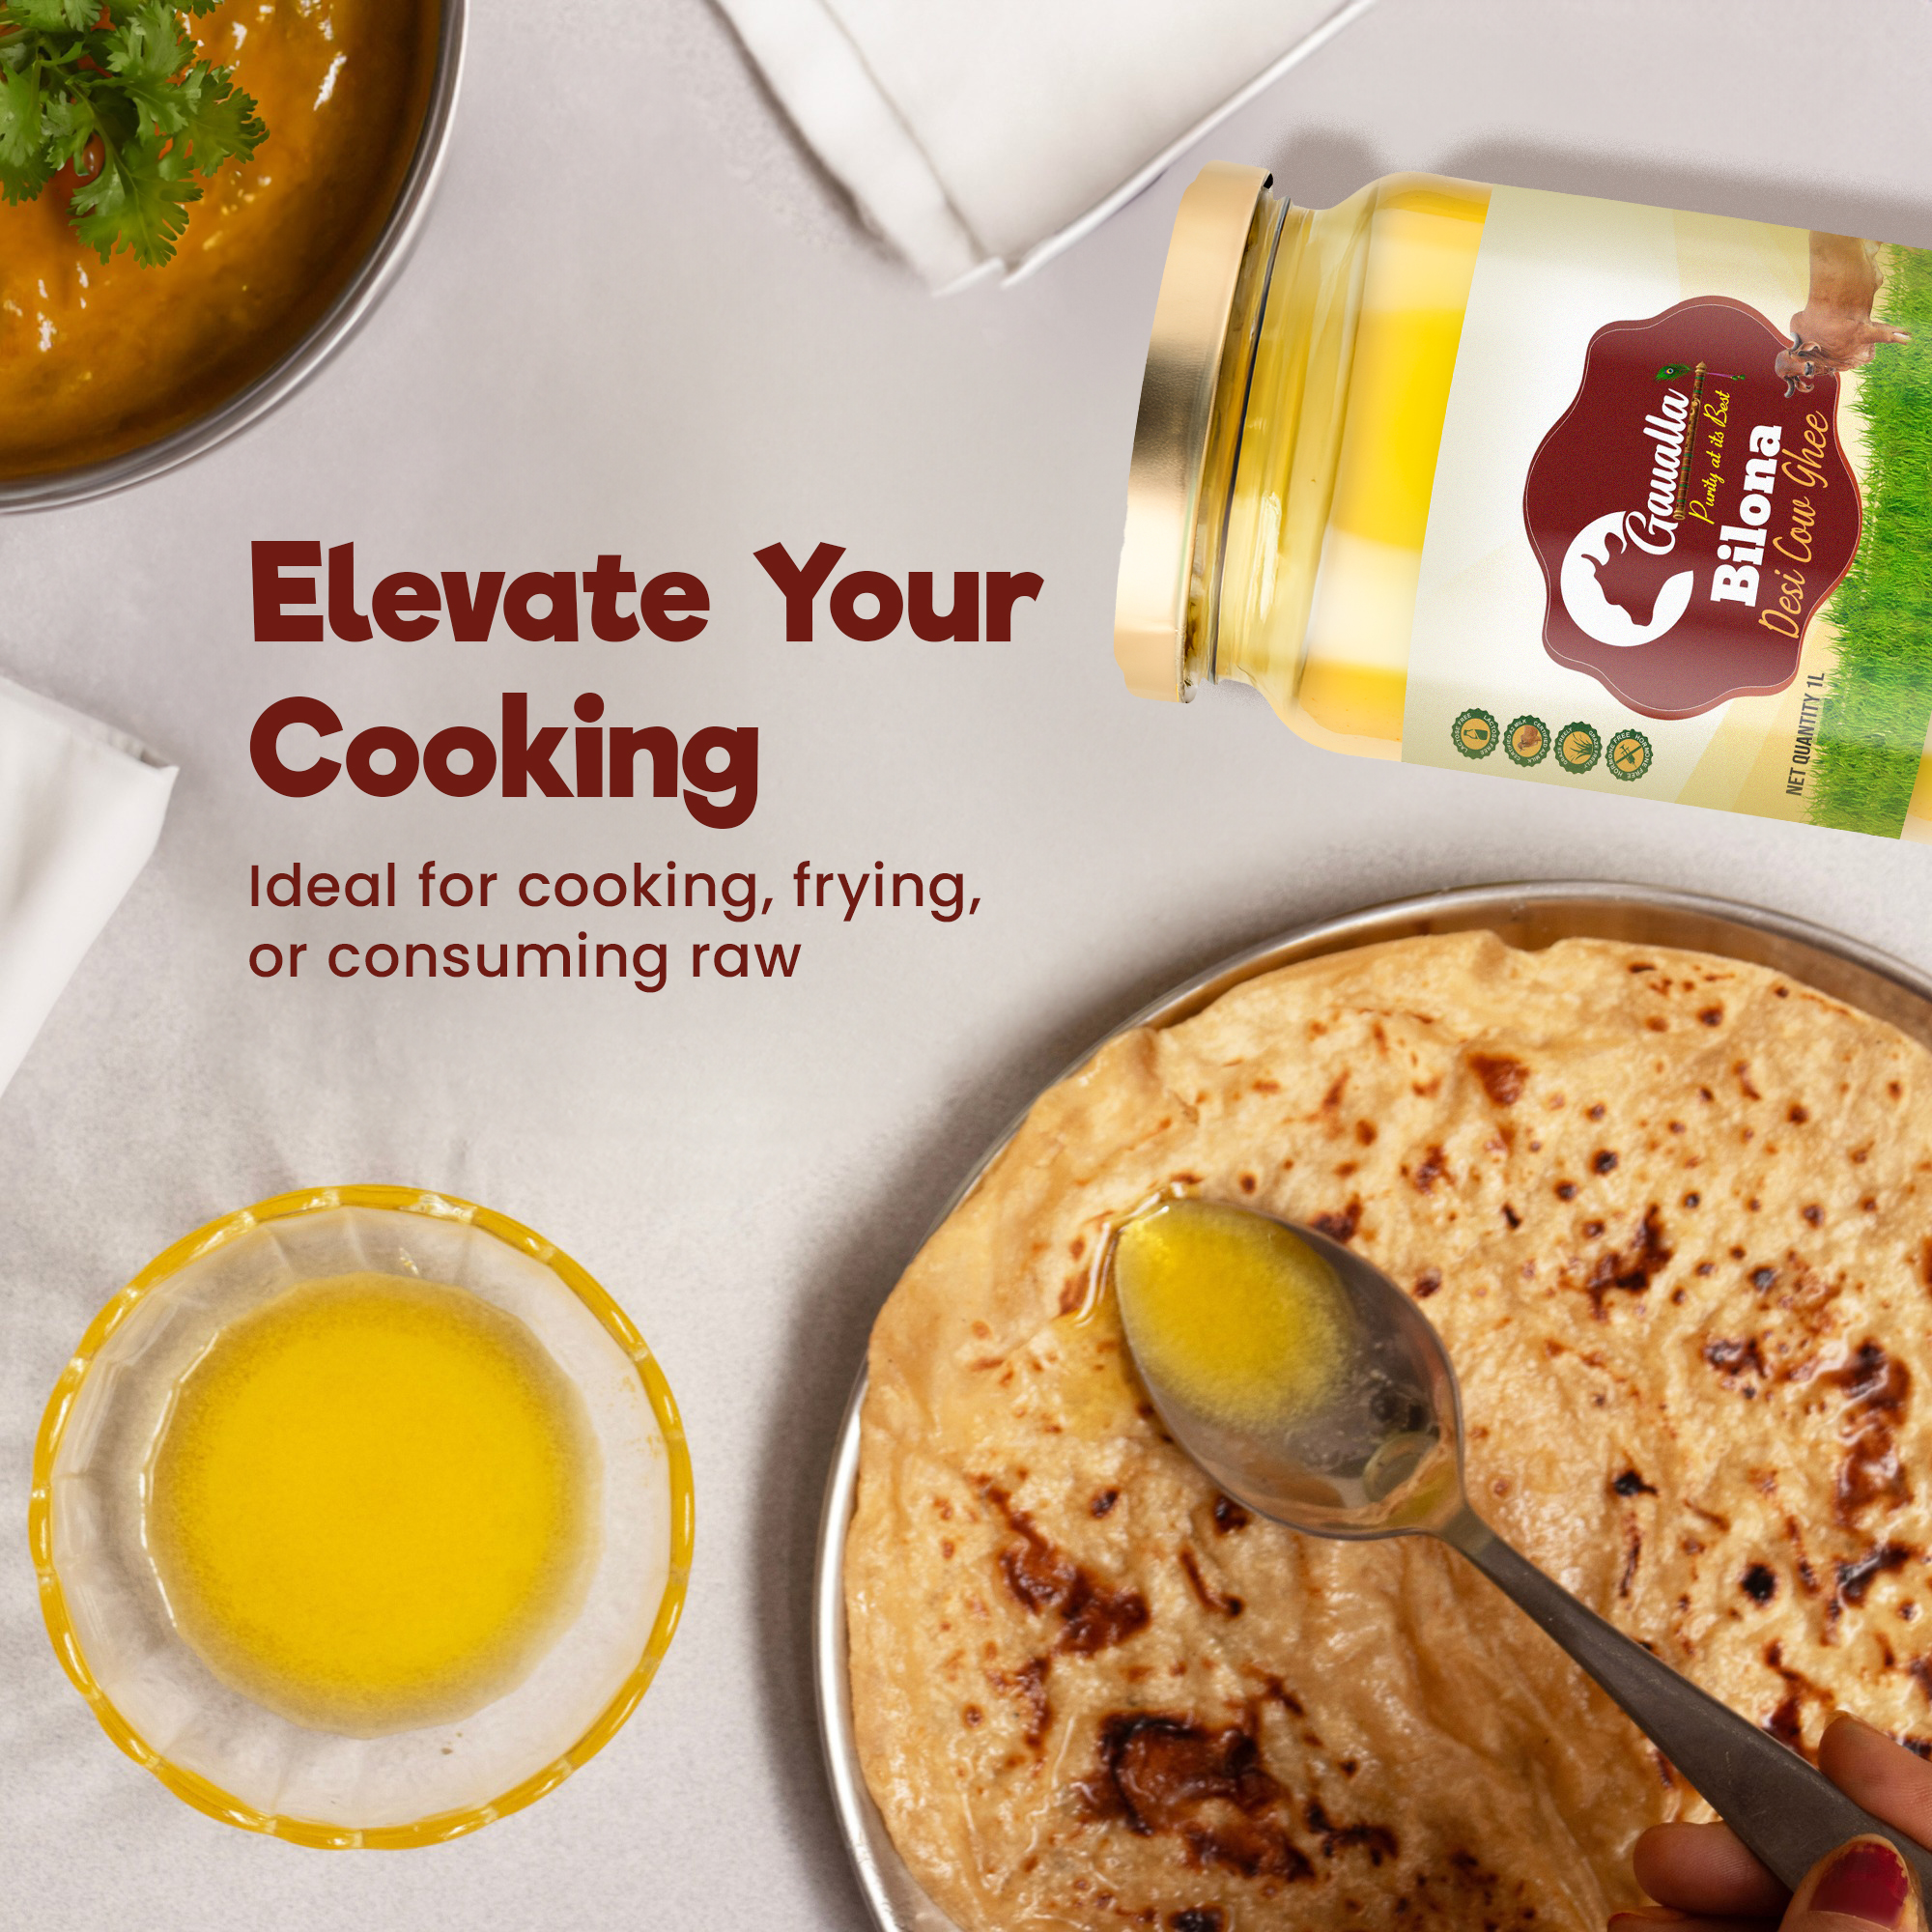 Elevate Your
Cooking
Ideal for cooking, frying,
or consuming raw
Gaualla
Purity at its Best
Bilona
Desi Cow Ghee
NET QUANTITY 1L